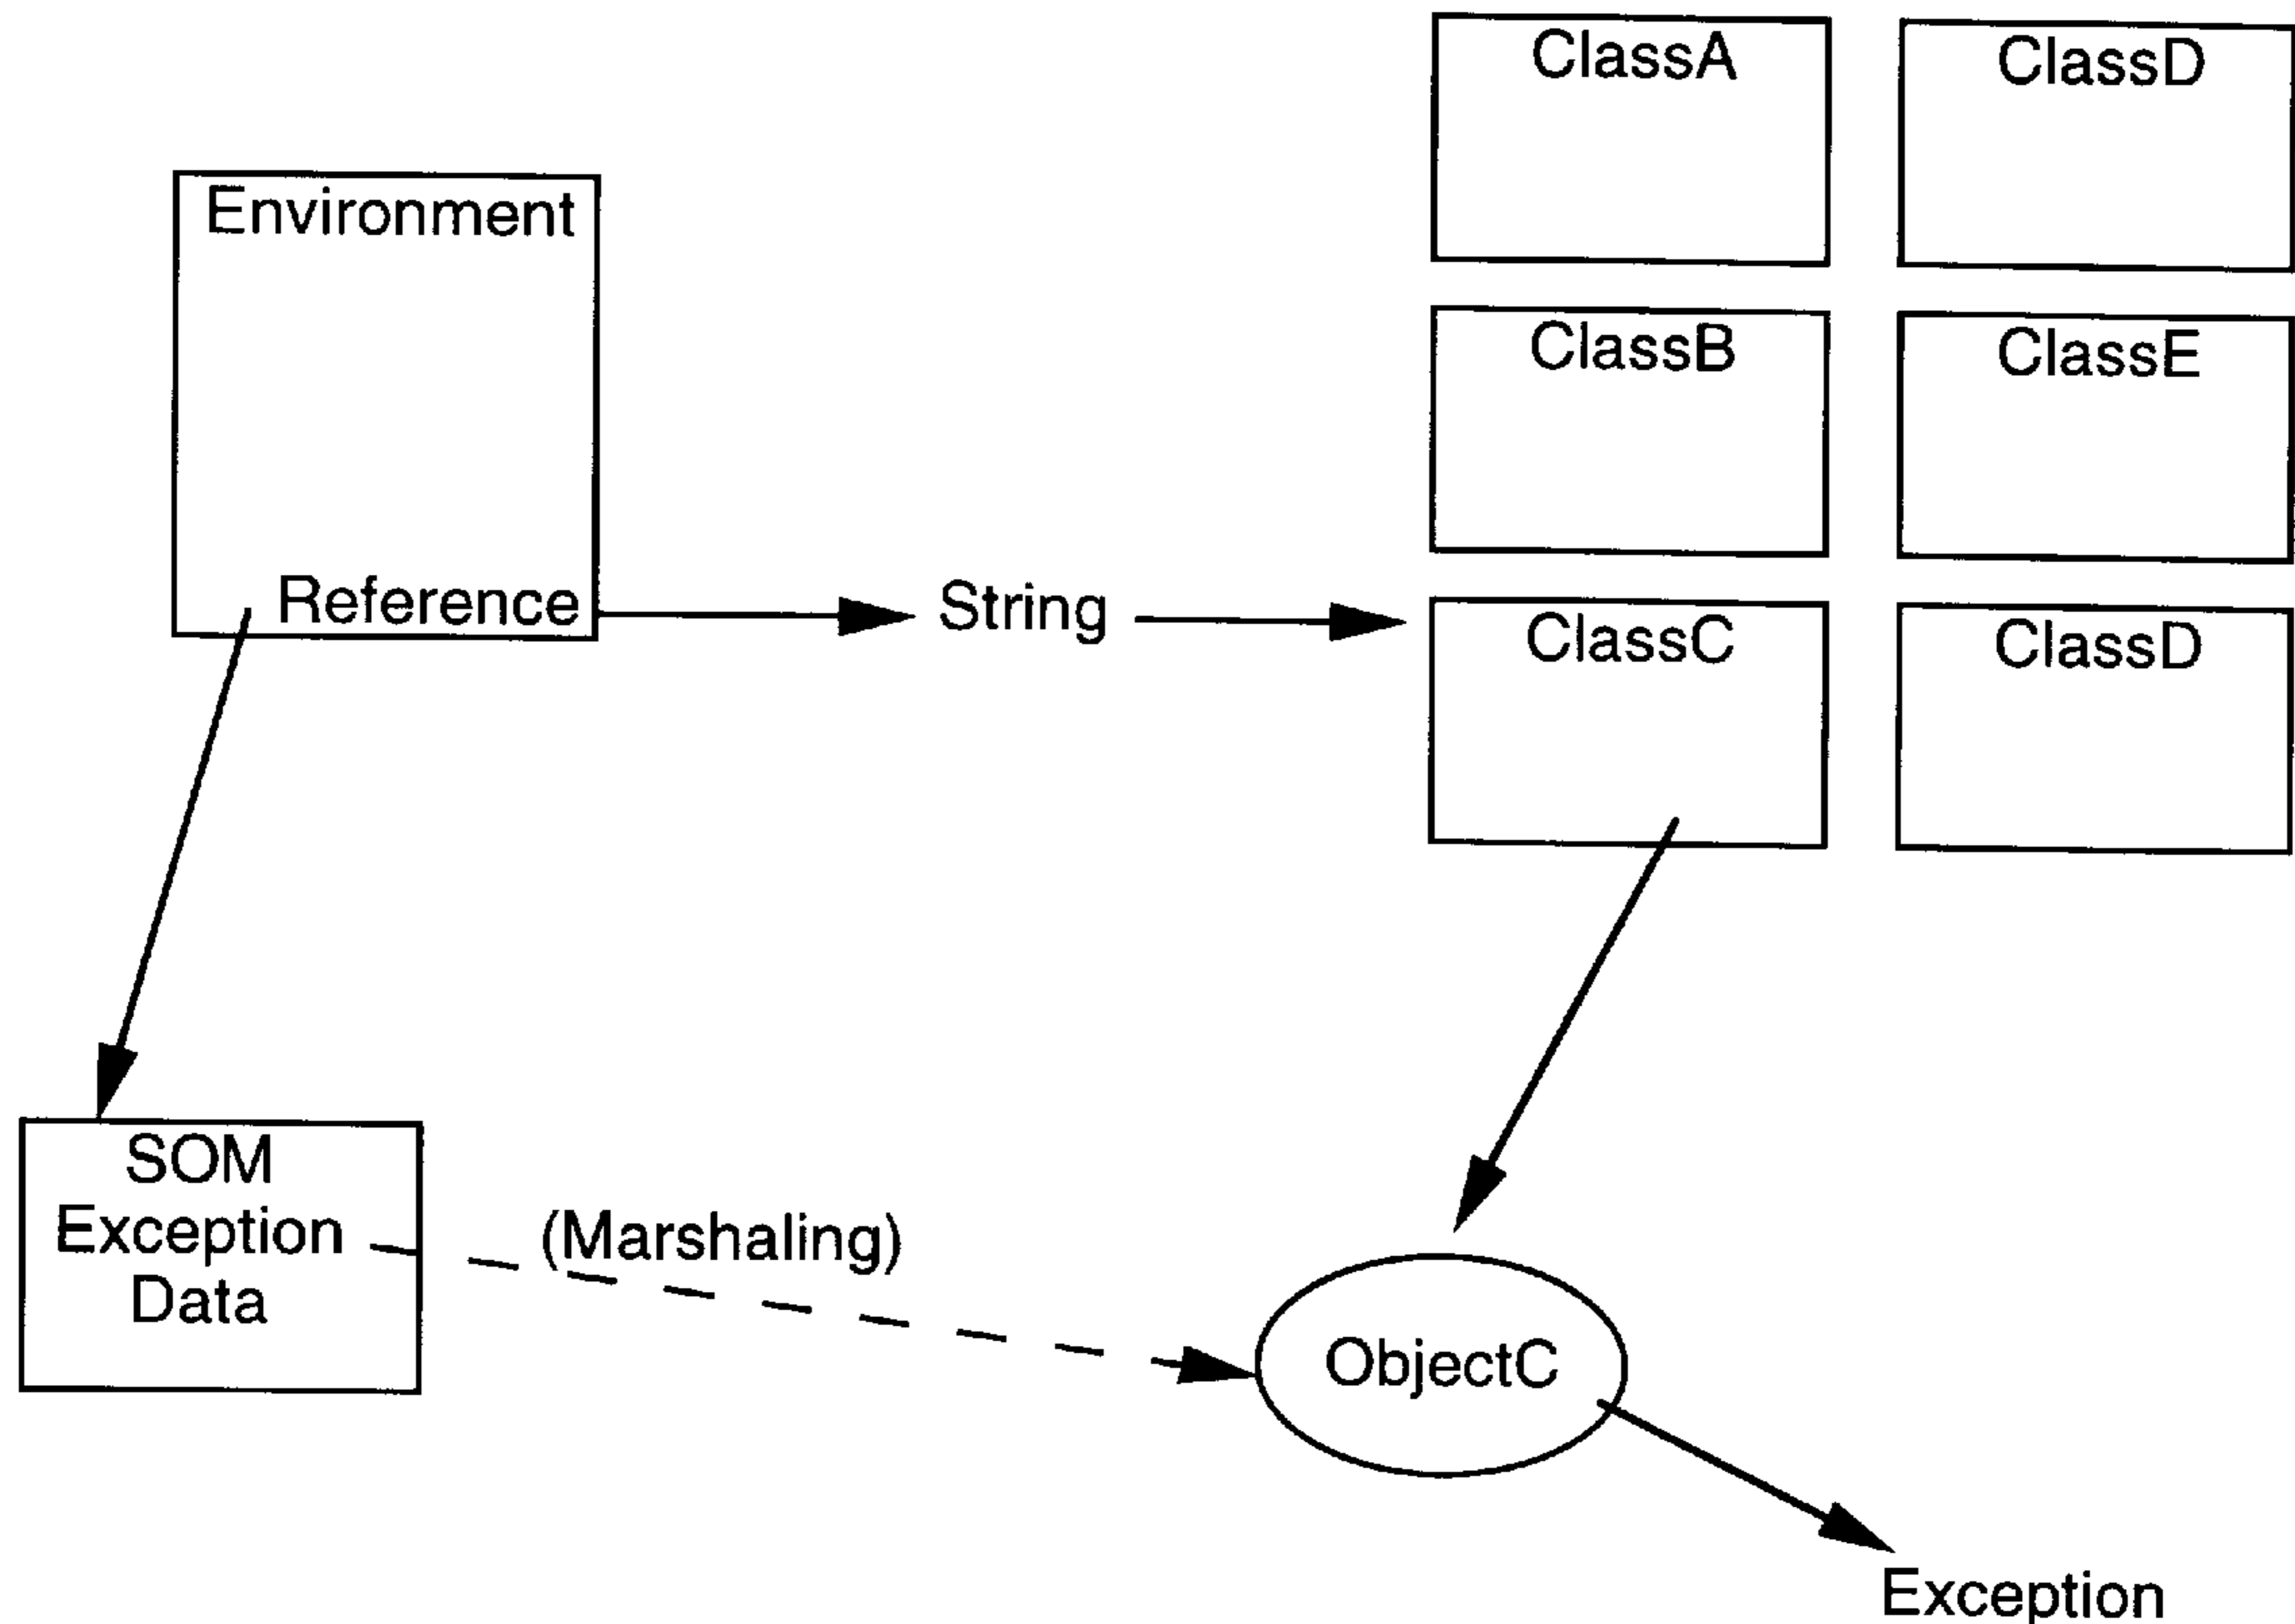 ClassA
ClassD
Environment
ClassB
ClassE
Reference
String
ClassC
ClassD
SOM
Exception
Data
(Marshaling)
ObjectC
Exception